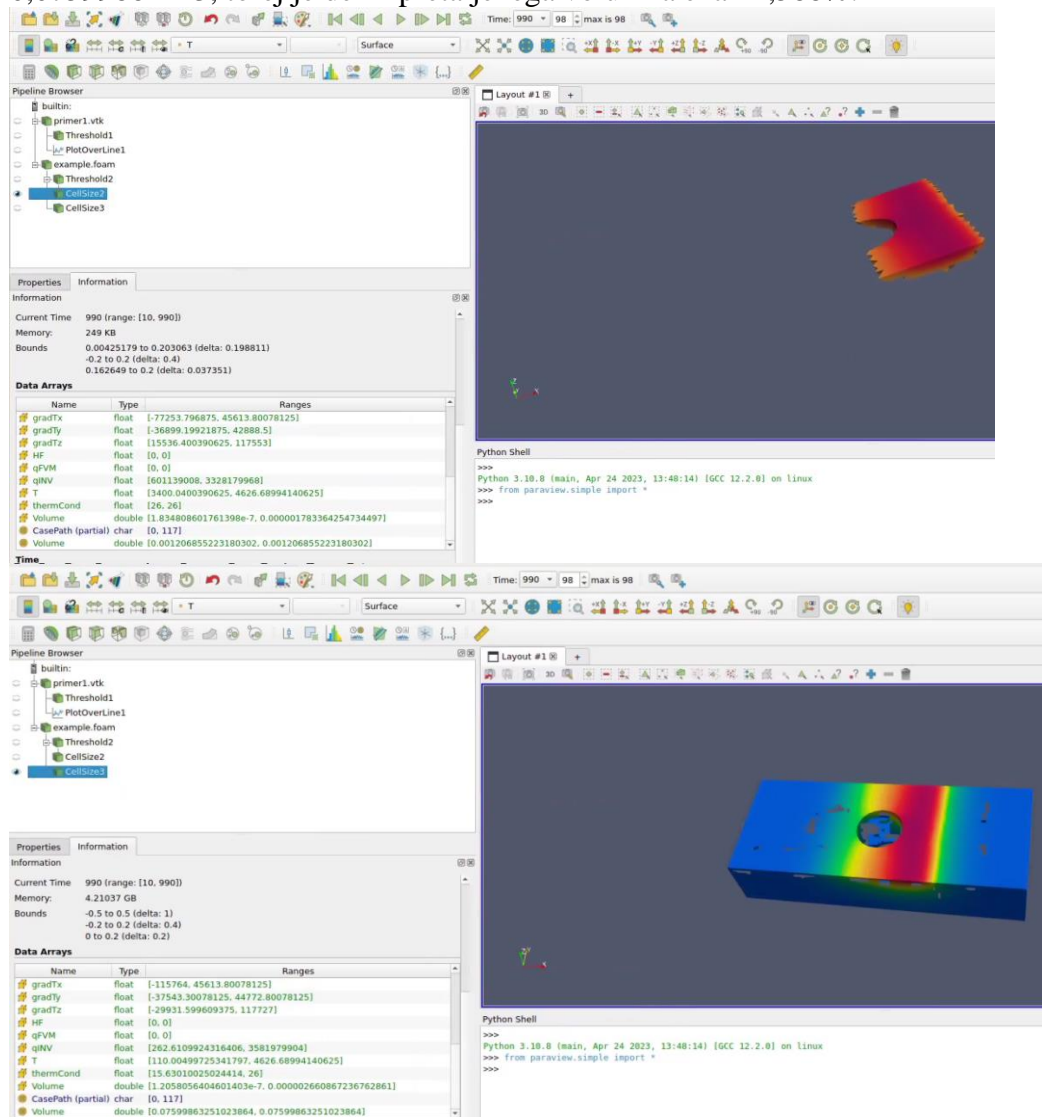 Time: 990 98 max is 98
T Surface
Pipeline Browser
Layout #1 +
builtin:
3D
primer1.vtk
Threshold1
PlotOverLine1
example.foam
Threshold2
CellSize2
CellSize3
Properties Information
Information
Current Time 990 (range: [10, 990])
Memory: 249 KB
Bounds 0.00425179 to 0.203063 (delta: 0.198811)
-0.2 to 0.2 (delta: 0.4)
0.162649 to 0.2 (delta: 0.037351)
Data Arrays
Name Type Ranges
gradTx float [-77253.796875, 45613.80078125]
gradTy float [-36899.19921875, 42888.5]
gradTz float [15536.400390625, 117553]
HF float [0, 0]
qFVM float [0, 0]
qINV float [601139008, 3328179968]
T float [3400.0400390625, 4626.68994140625]
thermCond float [26, 26]
Volume double [1.834808601761398e-7, 0.000001783364254734497]
CasePath (partial) char [0, 117]
Volume double [0.001206855223180302, 0.001206855223180302]
Time
Python Shell
>>>
Python 3.10.8 (main, Apr 24 2023, 13:48:14) [GCC 12.2.0] on linux
>>> from paraview.simple import *
>>>
Time: 990 98 max is 98
T Surface
Pipeline Browser
Layout #1 +
builtin:
3D
primer1.vtk
Threshold1
PlotOverLine1
example.foam
Threshold2
CellSize2
CellSize3
Properties Information
Information
Current Time 990 (range: [10, 990])
Memory: 4.21037 GB
Bounds -0.5 to 0.5 (delta: 1)
-0.2 to 0.2 (delta: 0.4)
0 to 0.2 (delta: 0.2)
Data Arrays
Name Type Ranges
gradTx float [-115764, 45613.80078125]
gradTy float [-37543.30078125, 44772.80078125]
gradTz float [-29931.599609375, 117727]
HF float [0, 0]
qFVM float [0, 0]
qINV float [262.6109924316406, 3581979904]
T float [110.00499725341797, 4626.68994140625]
thermCond float [15.63010025024414, 26]
Volume double [1.2058056404601403e-7, 0.000002660867236762861]
CasePath (partial) char [0, 117]
Volume double [0.07599863251023864, 0.07599863251023864]
Python Shell
>>>
Python 3.10.8 (main, Apr 24 2023, 13:48:14) [GCC 12.2.0] on linux
>>> from paraview.simple import *
>>>